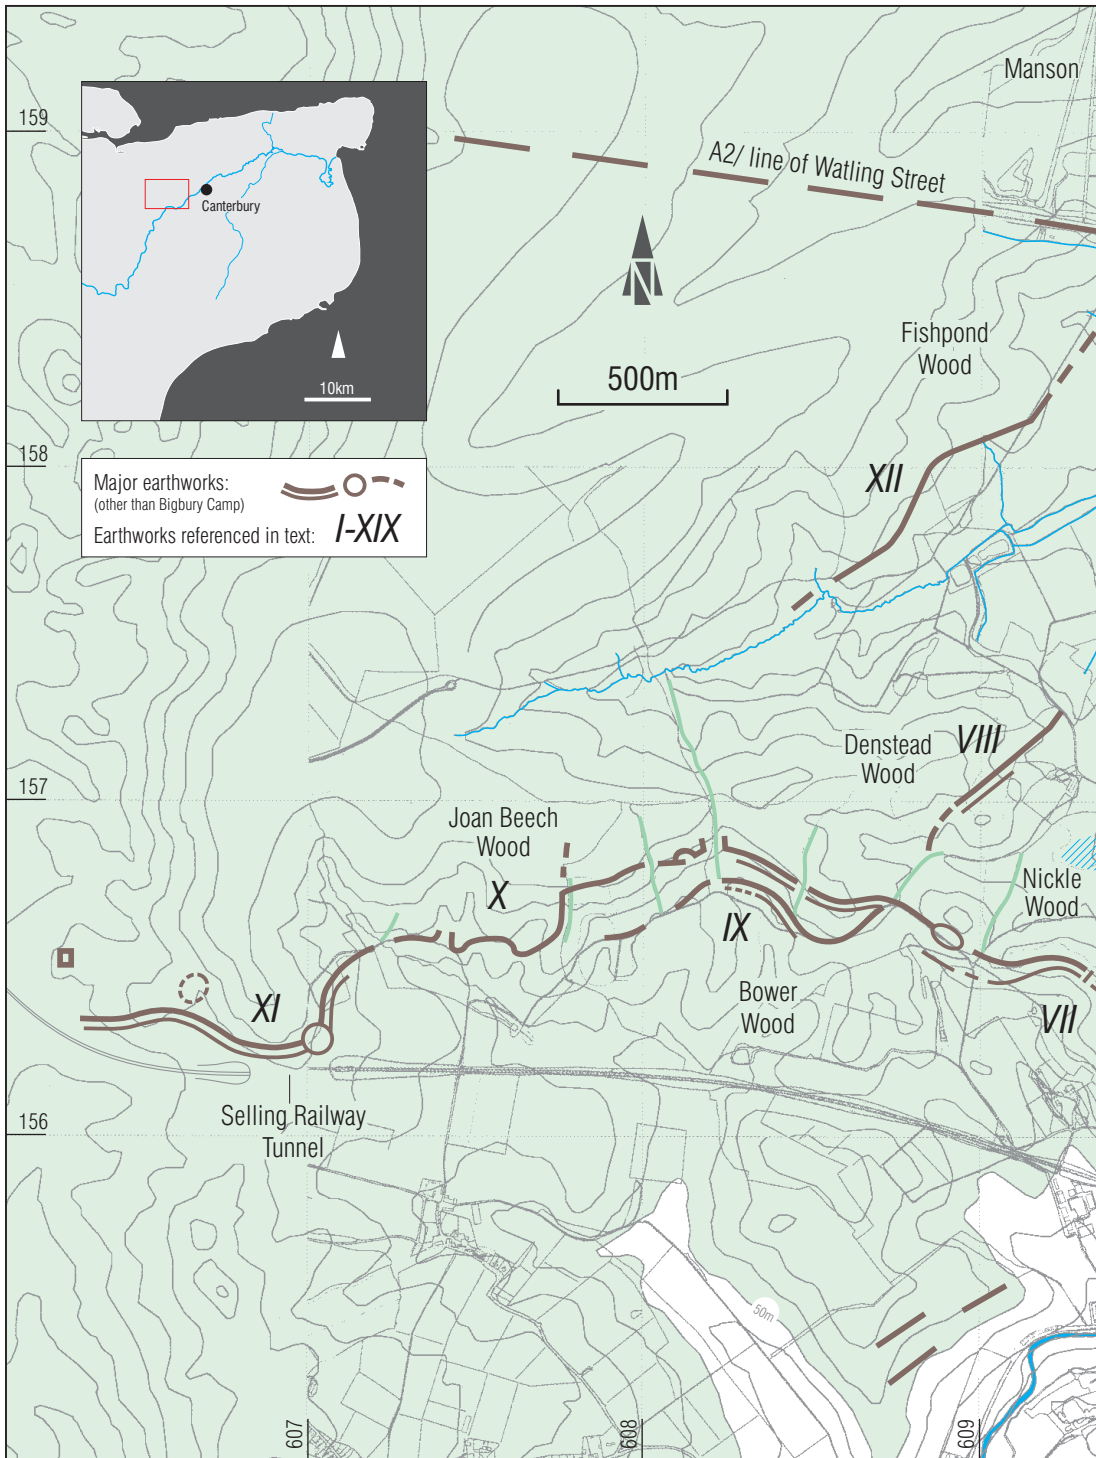 Manson
159
A2/ line of Watling Street
Canterbury
10km
N
Fishpond
Wood
500m
158
Major earthworks:
(other than Bigbury Camp)
Earthworks referenced in text: I-XIX
XII
Denstead
Wood
VIII
157
Joan Beech
Wood
X
Nickle
Wood
IX
XI
Bower
Wood
VII
156
Selling Railway
Tunnel
50m
607
608
609